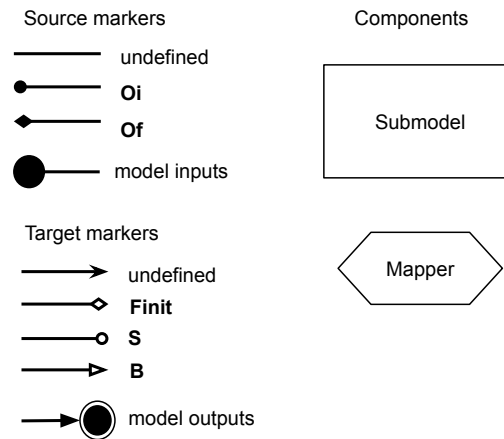 Source markers
undefined
Oi
Of
model inputs
Target markers
undefined
Finit
S
B
model outputs
Components
Submodel
Mapper